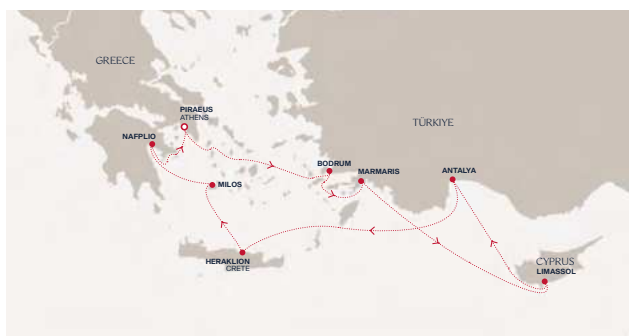 GREECE
PIRAEUS
ATHENS
TÜRKIYE
NAFPLIO
BODRUM
MARMARIS
ANTALYA
MILOS
HERAKLION
CRETE
CYPRUS
LIMASSOL